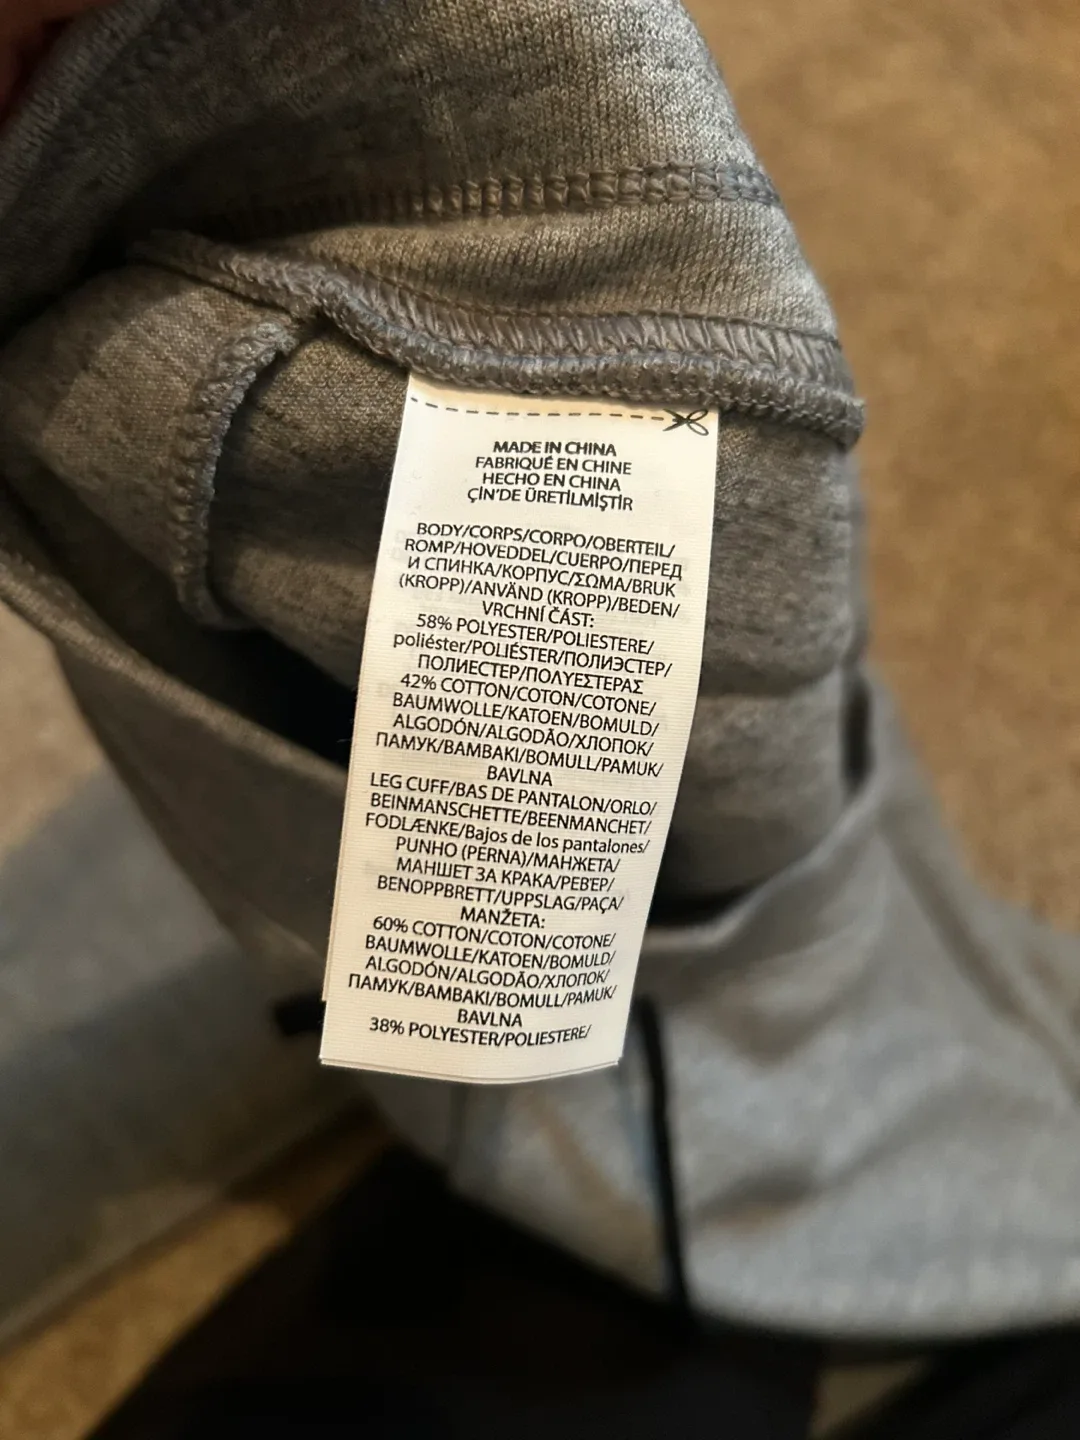 MADE IN CHINA
FABRIQUÉ EN CHINE
HECHO EN CHINA
ÇİN'DE ÜRETİLMİŞTİR
BODY/CORPS/CORPO/OBERTEIL/
ROMP/HOVEDDEL/CUERPO/ПЕРЕД
И СПИНКА/КОРПУС/ΣΩΜΑ/BRUK
(KROPP)/ANVÄND (KROPP)/BEDEN/
VRCHNÍ ČÁST:
58% POLYESTER/POLIESTERE/
poliéster/POLIÉSTER/ПОЛИЭСТЕР/
ПОЛИЕСТЕР/ΠΟΛΥΕΣΤΕΡΑΣ
42% COTTON/COTON/COTONE/
BAUMWOLLE/KATOEN/BOMULD/
ALGODÓN/ALGODÃO/ХЛОПОК/
ПАМУК/BAMBAKI/BOMULL/PAMUK/
BAVLNA
LEG CUFF/BAS DE PANTALON/ORLO/
BEINMANSCHETTE/BEENMANCHET/
FODLÆNKE/Bajos de los pantalones/
PUNHO (PERNA)/МАНЖЕТА/
МАНШЕТ ЗА КРАКА/ΡΕΒΈΡ/
BENOPPBRETT/UPPSLAG/PAÇA/
MANŽETA:
60% COTTON/COTON/COTONE/
BAUMWOLLE/KATOEN/BOMULD/
ALGODÓN/ALGODÃO/ХЛОПОК/
ПАМУК/BAMBAKI/BOMULL/PAMUK/
BAVLNA
38% POLYESTER/POLIESTERE/